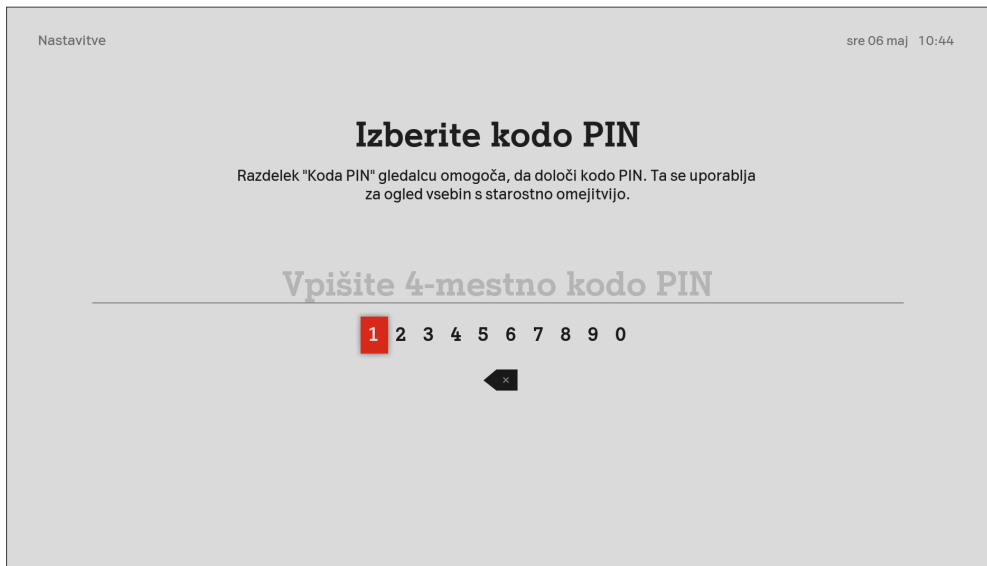 Nastavitve
sre 06 maj 10:44
Izberite kodo PIN
Razdelek "Koda PIN" gledalcu omogoča, da določi kodo PIN. Ta se uporablja
za ogled vsebin s starostno omejitvijo.
Vpišite 4-mestno kodo PIN
1 2 3 4 5 6 7 8 9 0
×